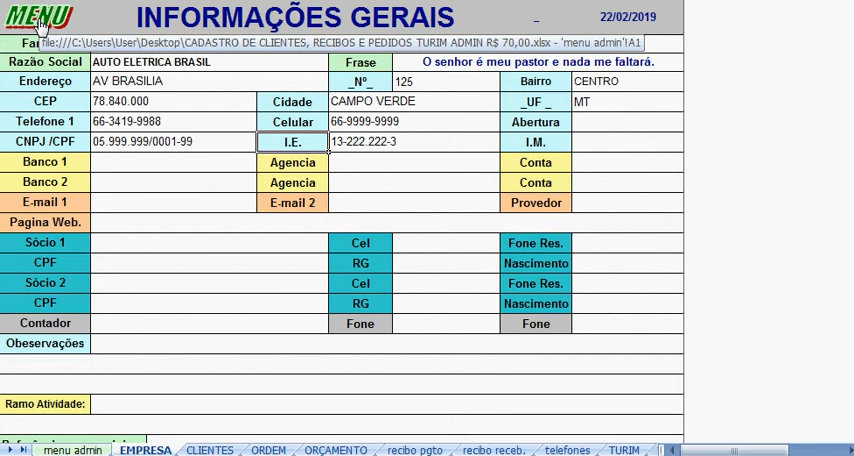 MENU INFORMAÇÕES GERAIS _ 22/02/2019
file:///C:\Users\User\Desktop\CADASTRO DE CLIENTES, RECIBOS E PEDIDOS TURIM ADMIN R$ 70,00.xlsx - 'menu admin'!A1
Razão Social AUTO ELETRICA BRASIL Frase O senhor é meu pastor e nada me faltará.
Endereço AV BRASILIA _Nº_ 125 Bairro CENTRO
CEP 78.840.000 Cidade CAMPO VERDE _UF _ MT
Telefone 1 66-3419-9988 Celular 66-9999-9999 Abertura
CNPJ /CPF 05.999.999/0001-99 I.E. 13-222.222-3 I.M.
Banco 1 Agencia Conta
Banco 2 Agencia Conta
E-mail 1 E-mail 2 Provedor
Pagina Web.
Sócio 1 Cel Fone Res.
CPF RG Nascimento
Sócio 2 Cel Fone Res.
CPF RG Nascimento
Contador Fone Fone
Obeservações
Ramo Atividade:
menu admin EMPRESA CLIENTES ORDEM ORÇAMENTO recibo pgto recibo receb. telefones TURIM